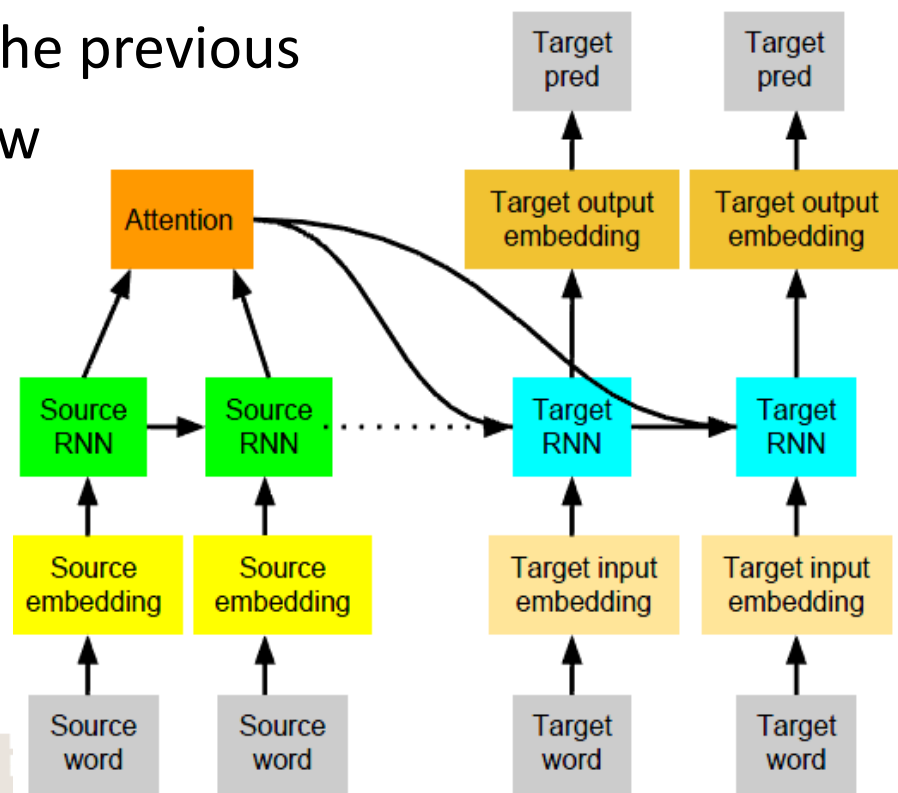 he previous
w
Target
pred
Target
pred
Attention
Target output
embedding
Target output
embedding
Source
RNN
Source
RNN
Target
RNN
Target
RNN
Source
embedding
Source
embedding
Target input
embedding
Target input
embedding
Source
word
Source
word
Target
word
Target
word